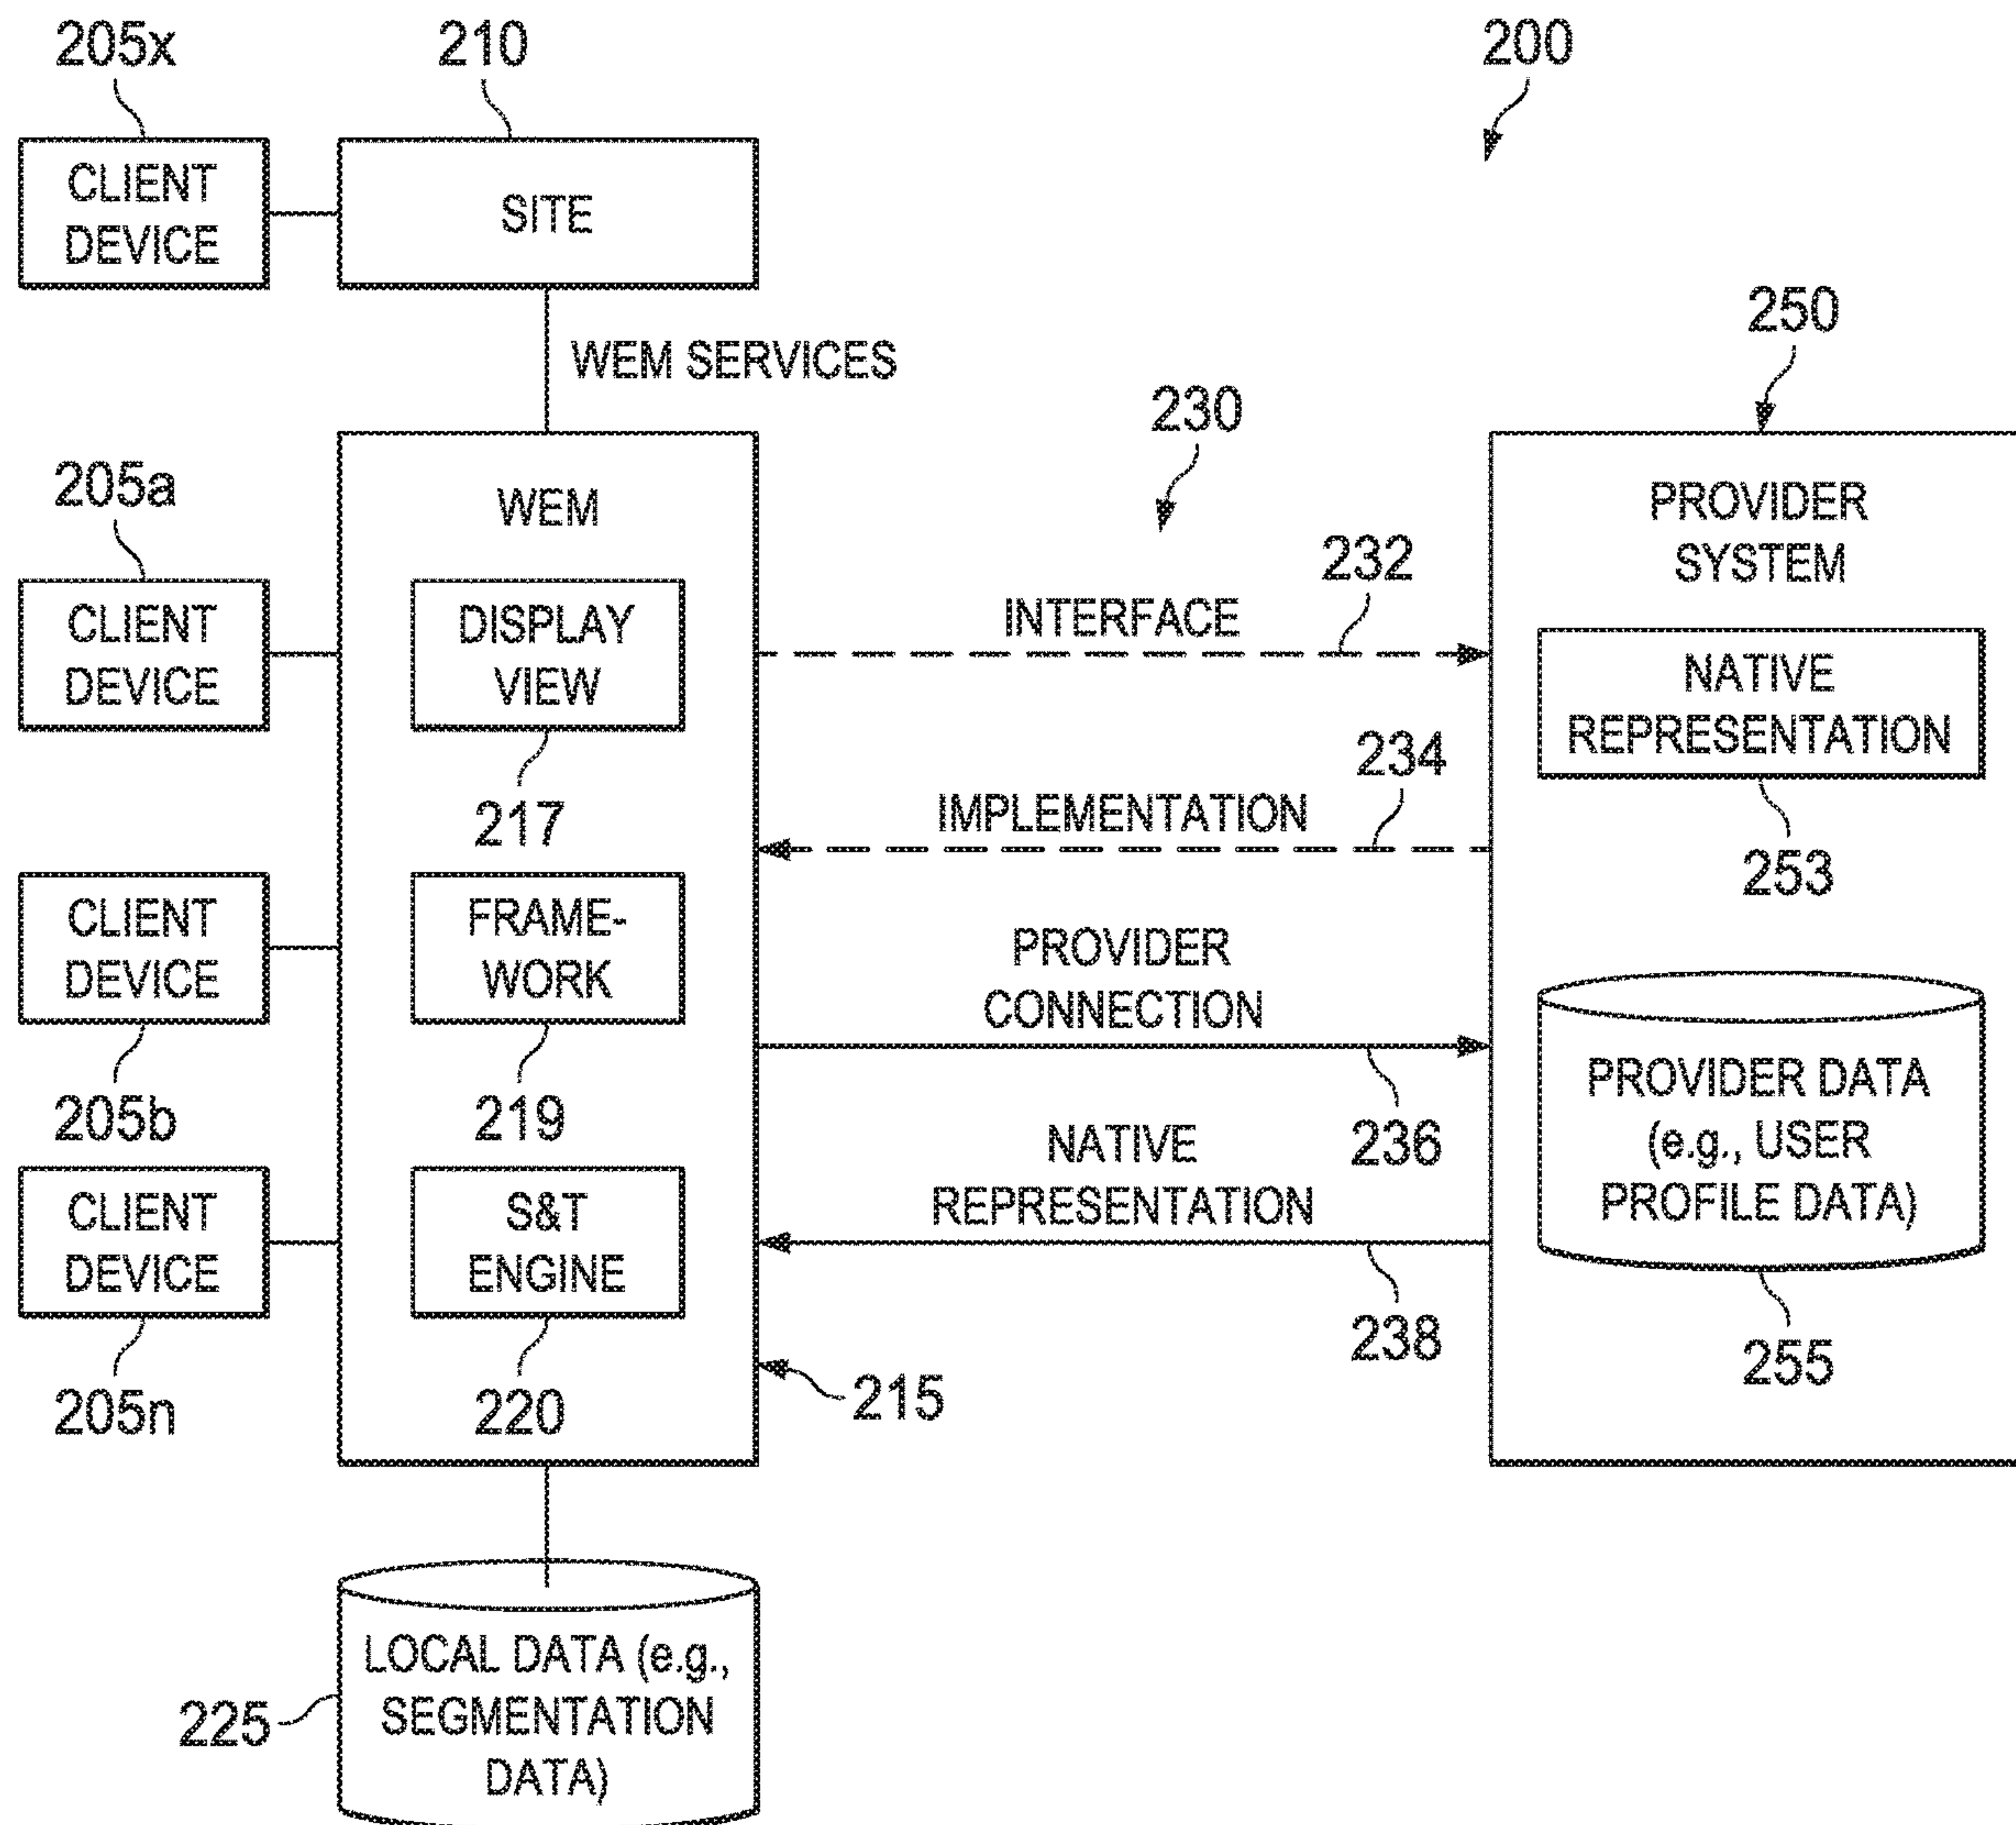 205x
210
200
CLIENT
DEVICE
SITE
WEM SERVICES
250
230
205a
WEM
PROVIDER
SYSTEM
232
CLIENT
DEVICE
DISPLAY
VIEW
INTERFACE
NATIVE
REPRESENTATION
217
234
IMPLEMENTATION
253
CLIENT
DEVICE
FRAME-
WORK
PROVIDER
CONNECTION
PROVIDER DATA
(e.g., USER
PROFILE DATA)
205b
219
236
NATIVE
REPRESENTATION
CLIENT
DEVICE
S&T
ENGINE
238
255
205n
220
215
LOCAL DATA (e.g.,
SEGMENTATION
DATA)
225